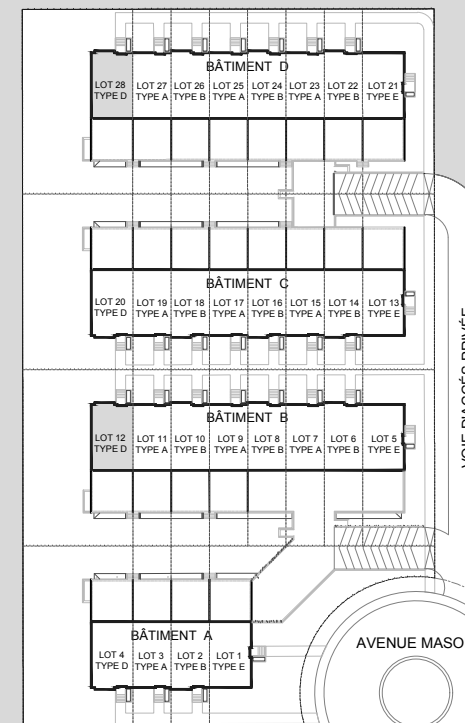 BÂTIMENT D
LOT 28 LOT 27 LOT 26 LOT 25 LOT 24 LOT 23 LOT 22 LOT 21
TYPE D TYPE A TYPE B TYPE A TYPE B TYPE A TYPE B TYPE E
BÂTIMENT C
LOT 20 LOT 19 LOT 18 LOT 17 LOT 16 LOT 15 LOT 14 LOT 13
TYPE D TYPE A TYPE B TYPE A TYPE B TYPE A TYPE B TYPE E
VOIE D'ACCÉS PRIVÉE
BÂTIMENT B
LOT 12 LOT 11 LOT 10 LOT 9 LOT 8 LOT 7 LOT 6 LOT 5
TYPE D TYPE A TYPE B TYPE A TYPE B TYPE A TYPE B TYPE E
BÂTIMENT A
LOT 4 LOT 3 LOT 2 LOT 1
TYPE D TYPE A TYPE B TYPE E
AVENUE MASO